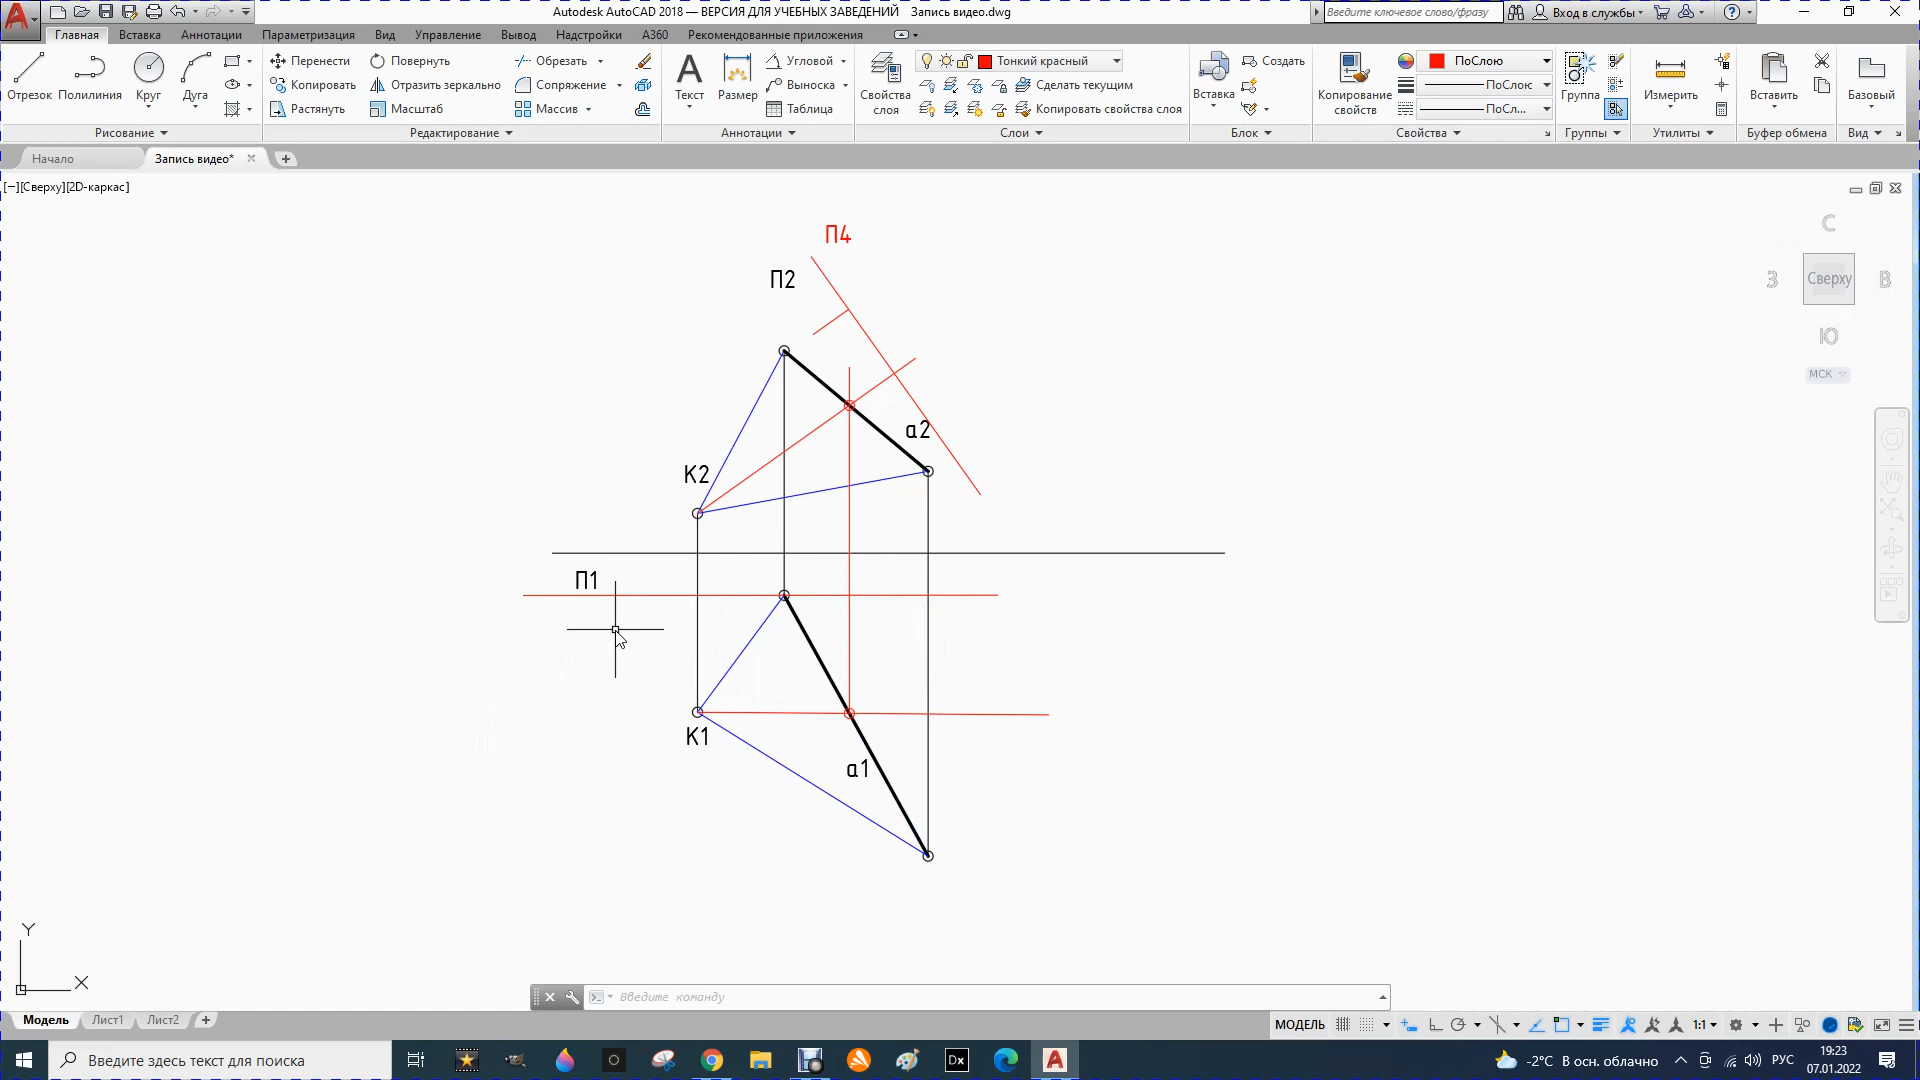 Autodesk AutoCAD 2018 — ВЕРСИЯ ДЛЯ УЧЕБНЫХ ЗАВЕДЕНИЙ Запись видео.dwg
Введите ключевое слово/фразу
Вход в службы
Главная Вставка Аннотации Параметризация Вид Управление Вывод Надстройки A360 Рекомендованные приложения
Отрезок Полилиния Круг Дуга
Рисование
Перенести Повернуть Обрезать
Копировать Отразить зеркально Сопряжение
Растянуть Масштаб Массив
Редактирование
Текст Размер
Угловой
Выноска
Таблица
Аннотации
Свойства слоя
Тонкий красный
Сделать текущим
Копировать свойства слоя
Слои
Вставка
Создать
Блок
Копирование свойств
ПоСлою
ПоСлою
ПоСл...
Свойства
Группа
Группы
Измерить
Утилиты
Вставить
Буфер обмена
Базовый
Вид
Начало
Запись видео*
[−][Сверху][2D-каркас]
С
З Сверху В
Ю
МСК
П4
П2
a2
K2
П1
K1
a1
Y
X
Введите команду
Модель Лист1 Лист2
МОДЕЛЬ
1:1
Введите здесь текст для поиска
Dx
-2°C В осн. облачно
РУС
19:23
07.01.2022